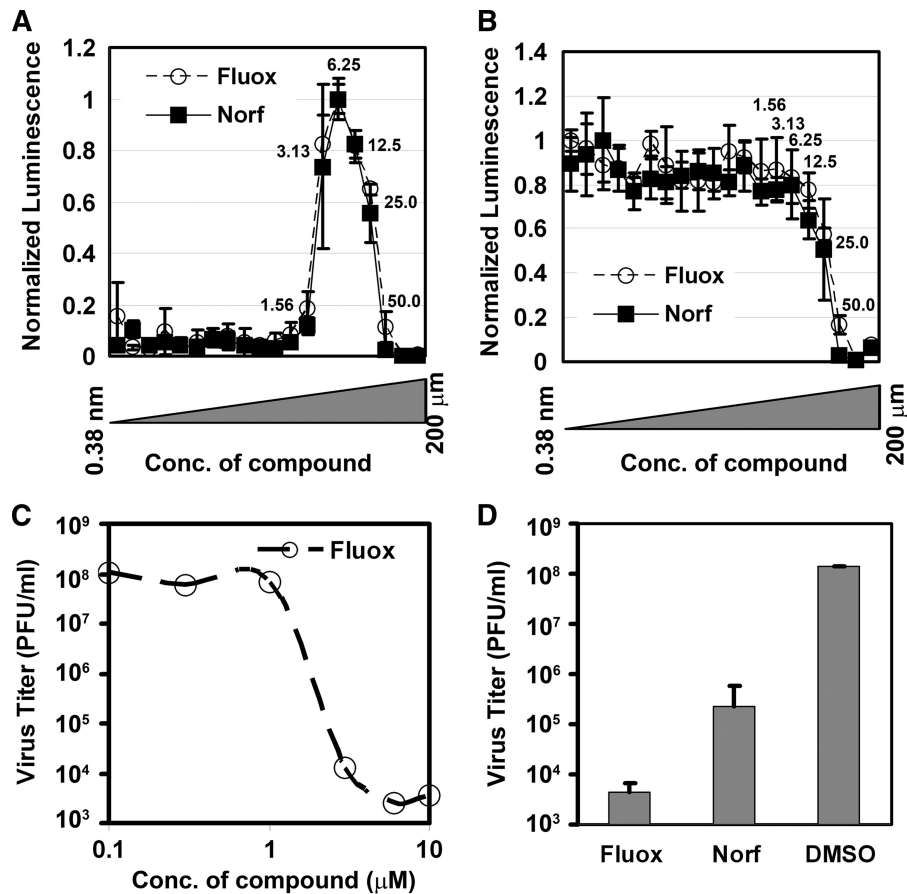 A
Normalized Luminescence
1.2
1
0.8
0.6
0.4
0.2
0
Fluox
Norf
6.25
3.13
12.5
25.0
1.56
50.0
0.38 nm
200 μm
Conc. of compound
B
Normalized Luminescence
1.4
1.2
1
0.8
0.6
0.4
0.2
0
1.56
3.13
6.25
12.5
25.0
50.0
Fluox
Norf
0.38 nm
200 μm
Conc. of compound
C
Virus Titer (PFU/ml)
10⁹
10⁸
10⁷
10⁶
10⁵
10⁴
10³
Fluox
0.1 1 10
Conc. of compound (μM)
D
Virus Titer (PFU/ml)
10⁹
10⁸
10⁷
10⁶
10⁵
10⁴
10³
Fluox Norf DMSO